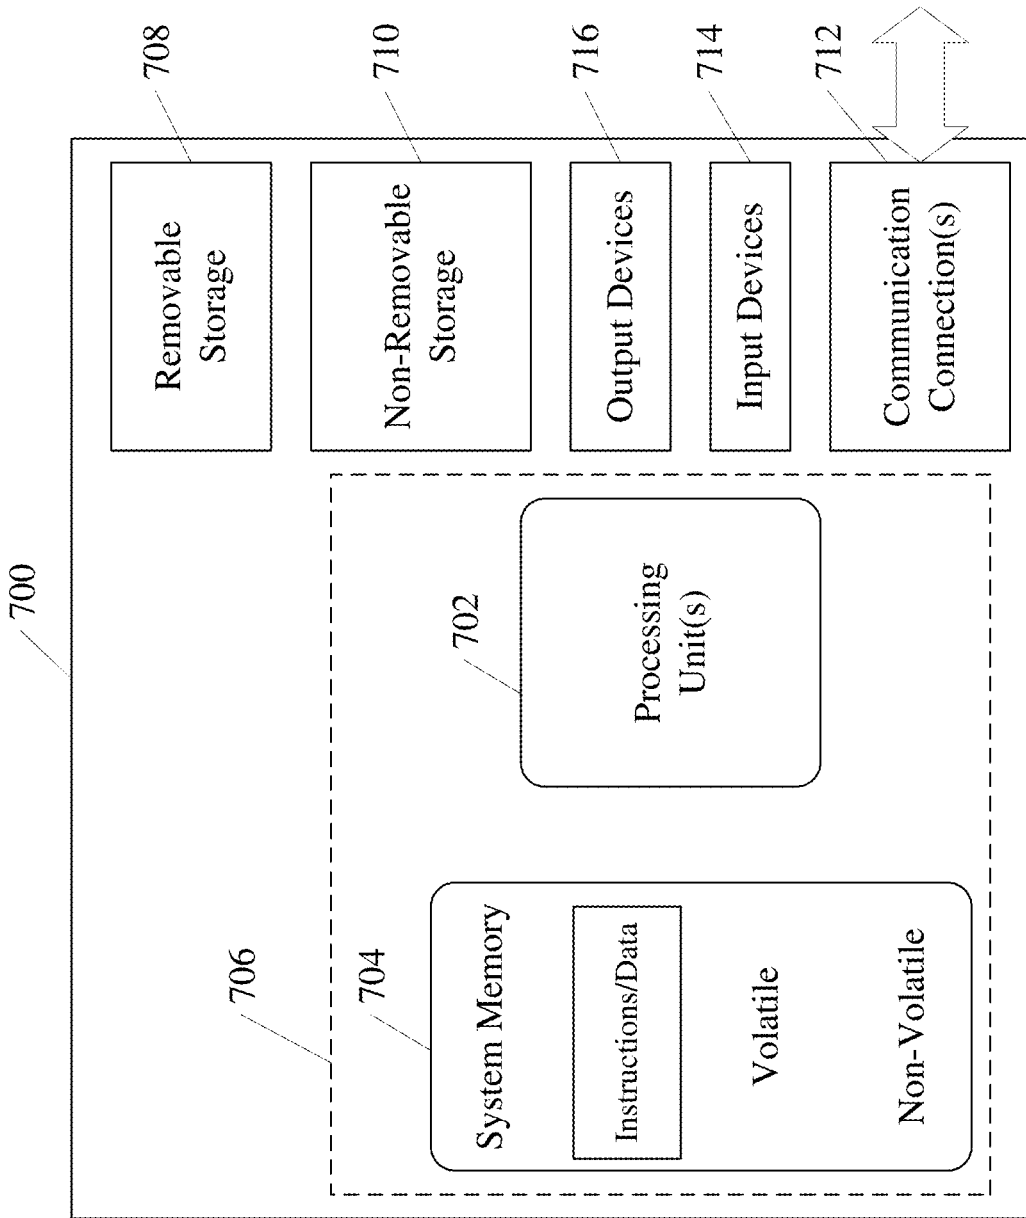 700
708
Removable
Storage
706
704
710
Non-Removable
Storage
702
System Memory
Instructions/Data
Volatile
Non-Volatile
Processing
Unit(s)
716
Output Devices
714
Input Devices
712
Communication
Connection(s)